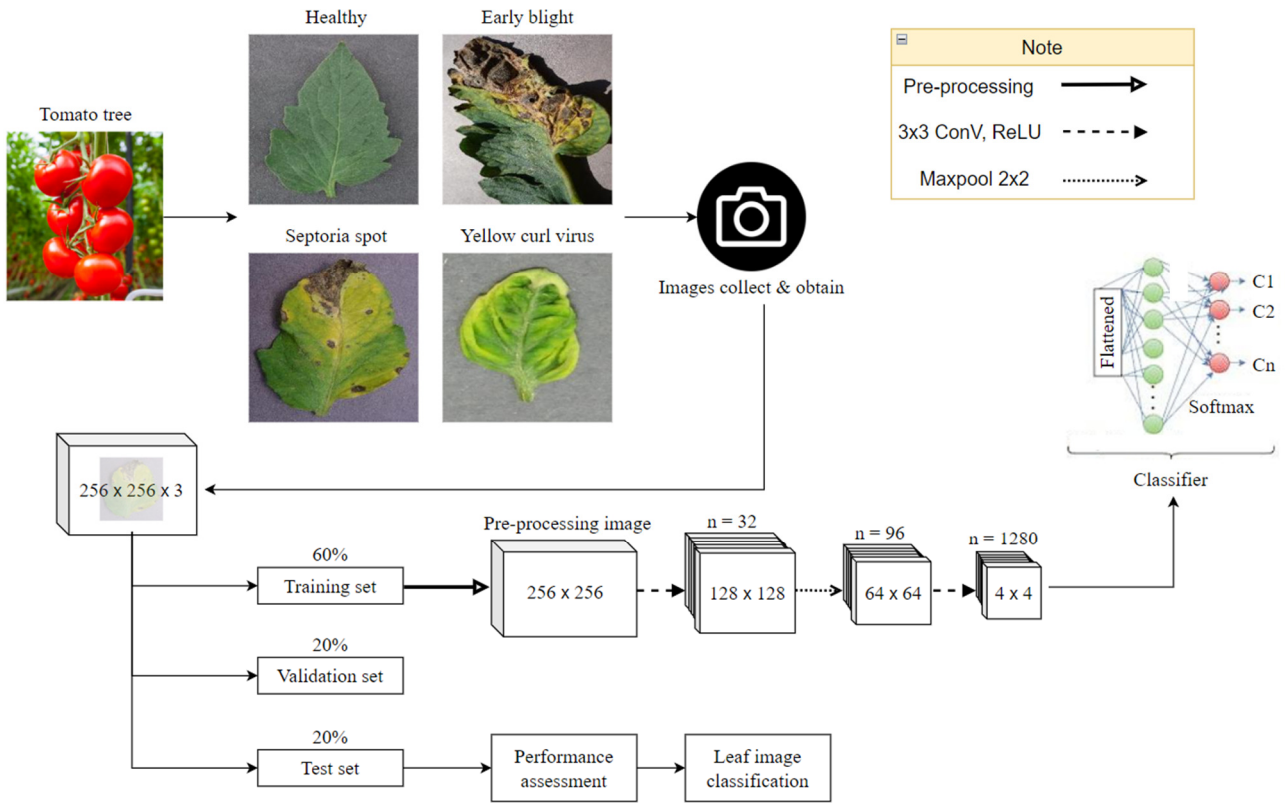 Healthy
Early blight
Tomato tree
Septoria spot
Yellow curl virus
Images collect & obtain
Note
Pre-processing
3x3 ConV, ReLU
Maxpool 2x2
Flattened
C1
C2
Cn
Softmax
Classifier
256 x 256 x 3
60%
Training set
Pre-processing image
256 x 256
n = 32
128 x 128
n = 96
64 x 64
n = 1280
4 x 4
20%
Validation set
20%
Test set
Performance
assessment
Leaf image
classification